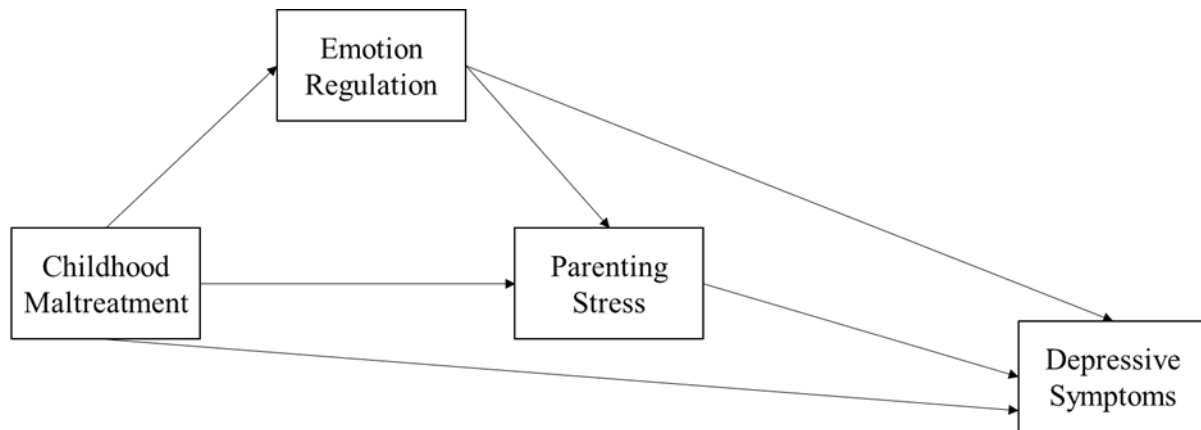 Emotion
Regulation
Childhood
Maltreatment
Parenting
Stress
Depressive
Symptoms